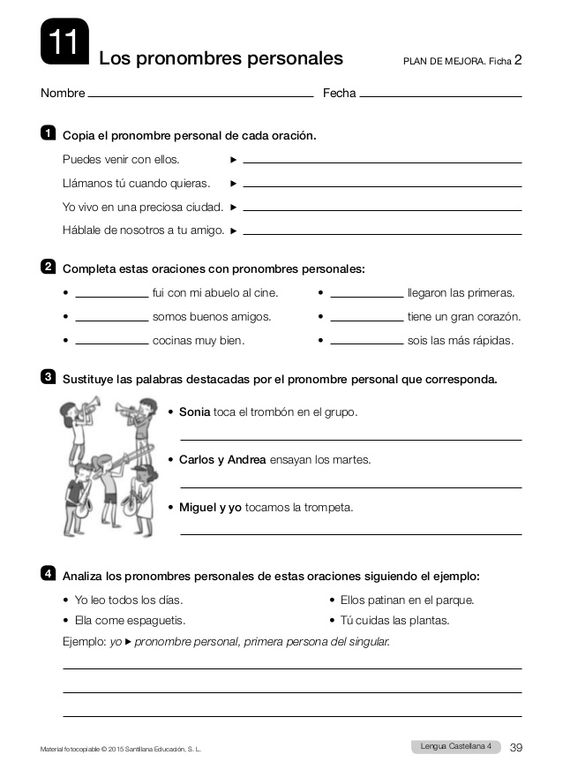 11
Los pronombres personales
PLAN DE MEJORA. Ficha 2
Nombre Fecha
1 Copia el pronombre personal de cada oración.
Puedes venir con ellos. ▶
Llámanos tú cuando quieras. ▶
Yo vivo en una preciosa ciudad. ▶
Háblale de nosotros a tu amigo. ▶
2 Completa estas oraciones con pronombres personales:
• fui con mi abuelo al cine. • llegaron las primeras.
• somos buenos amigos. • tiene un gran corazón.
• cocinas muy bien. • sois las más rápidas.
3 Sustituye las palabras destacadas por el pronombre personal que corresponda.
• Sonia toca el trombón en el grupo.
• Carlos y Andrea ensayan los martes.
• Miguel y yo tocamos la trompeta.
4 Analiza los pronombres personales de estas oraciones siguiendo el ejemplo:
• Yo leo todos los días. • Ellos patinan en el parque.
• Ella come espaguetis. • Tú cuidas las plantas.
Ejemplo: yo ▶ pronombre personal, primera persona del singular.
Material fotocopiable © 2015 Santillana Educación, S. L.
Lengua Castellana 4 39